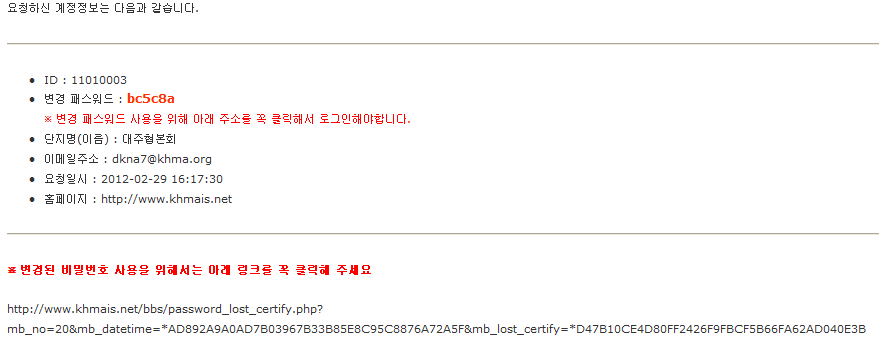 요청하신 계정정보는 다음과 같습니다.
ID : 11010003
변경 패스워드 : bc5c8a
※ 변경 패스워드 사용을 위해 아래 주소를 꼭 클릭해서 로그인해야합니다.
단지명(이음) : 대주협본회
이메일주소 : dkna7@khma.org
요청일시 : 2012-02-29 16:17:30
홈페이지 : http://www.khmais.net
※ 변경된 비밀번호 사용을 위해서는 아래 링크를 꼭 클릭해 주세요
http://www.khmais.net/bbs/password_lost_certify.php?
mb_no=20&mb_datetime=*AD892A9A0AD7B03967B33B85E8C95C8876A72A5F&mb_lost_certify=*D47B10CE4D80FF2426F9FBCF5B66FA62AD040E3B